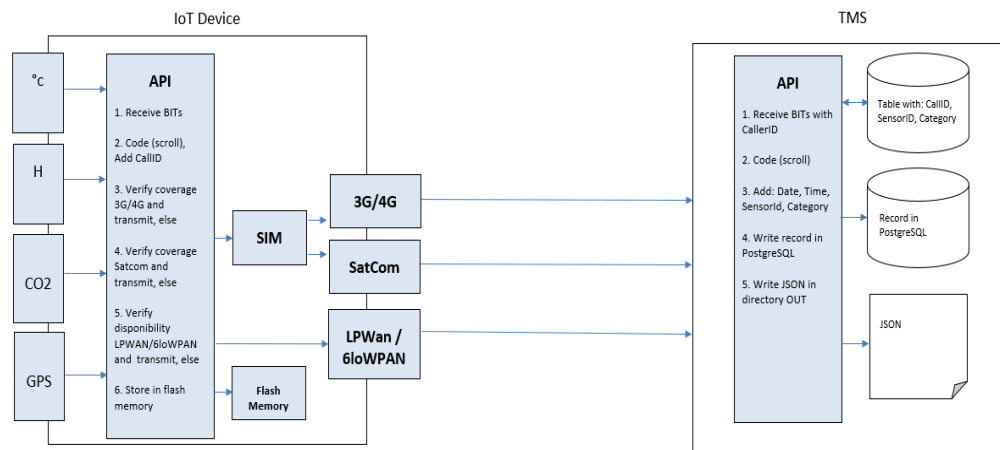 IoT Device
TMS
°C
H
CO2
GPS
API
1. Receive BITs
2. Code (scroll),
Add CallID
3. Verify coverage
3G/4G and
transmit, else
4. Verify coverage
Satcom and
transmit, else
5. Verify
disponibility
LPWAN/6loWPAN
and transmit, else
6. Store in flash
memory
SIM
Flash
Memory
3G/4G
SatCom
LPWan /
6loWPAN
API
1. Receive BITs with
CallerID
2. Code (scroll)
3. Add: Date, Time,
SensorId, Category
4. Write record in
PostgreSQL
5. Write JSON in
directory OUT
Table with: CallID,
SensorID, Category
Record in
PostgreSQL
JSON